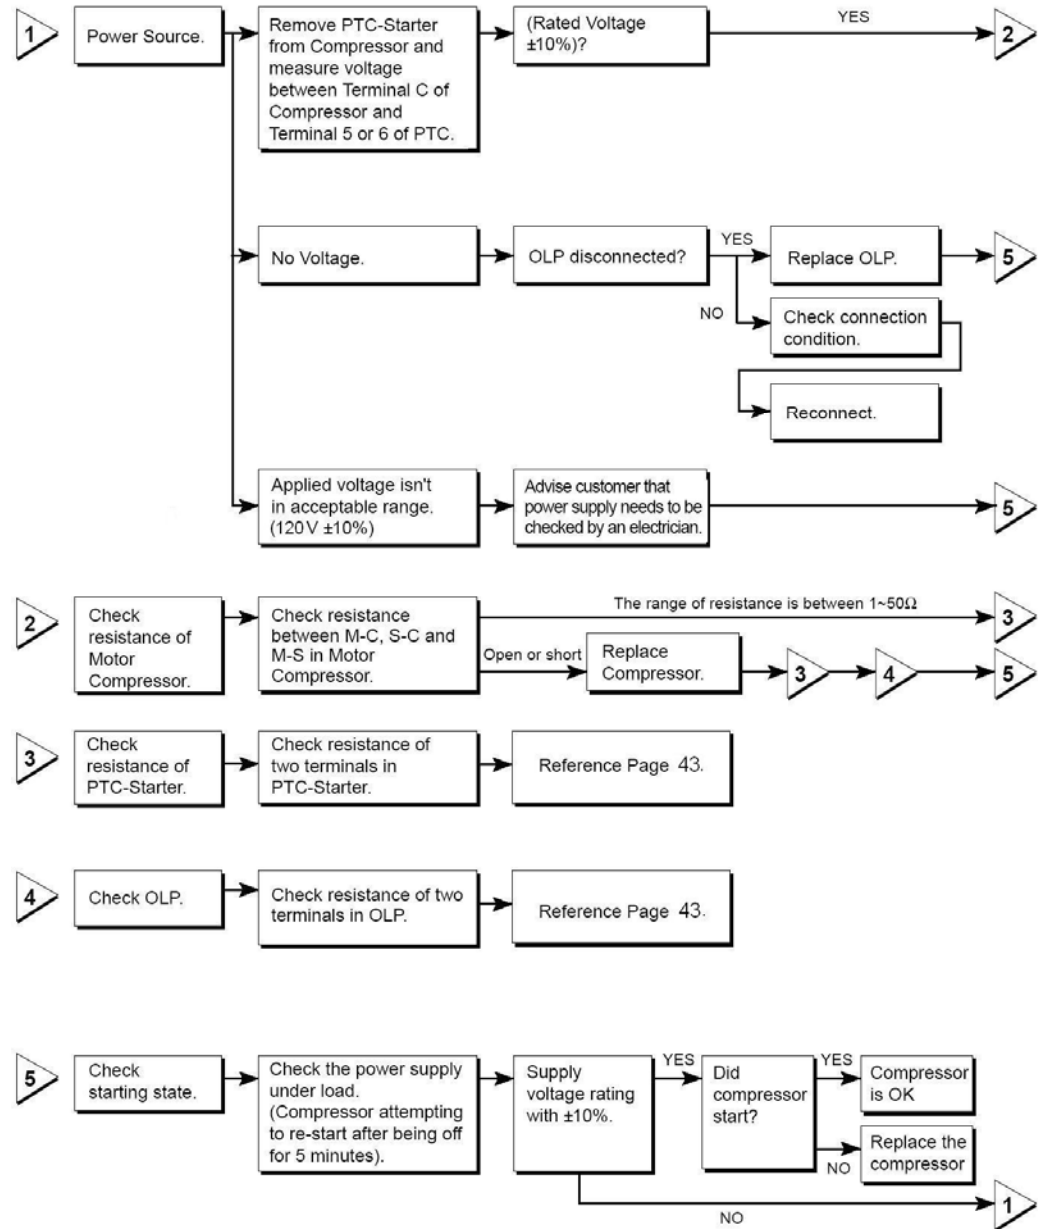 1
Power Source.
Remove PTC-Starter
from Compressor and
measure voltage
between Terminal C of
Compressor and
Terminal 5 or 6 of PTC.
(Rated Voltage
±10%)?
YES
2
No Voltage.
OLP disconnected?
YES
Replace OLP.
5
NO
Check connection
condition.
Reconnect.
Applied voltage isn't
in acceptable range.
(120V ±10%)
Advise customer that
power supply needs to be
checked by an electrician.
5
2
Check
resistance of
Motor
Compressor.
Check resistance
between M-C, S-C and
M-S in Motor
Compressor.
The range of resistance is between 1~50Ω
3
Open or short
Replace
Compressor.
3
4
5
3
Check
resistance of
PTC-Starter.
Check resistance of
two terminals in
PTC-Starter.
Reference Page 43.
4
Check OLP.
Check resistance of two
terminals in OLP.
Reference Page 43.
5
Check
starting state.
Check the power supply
under load.
(Compressor attempting
to re-start after being off
for 5 minutes).
Supply
voltage rating
with ±10%.
YES
Did
compressor
start?
YES
Compressor
is OK
NO
Replace the
compressor
NO
1